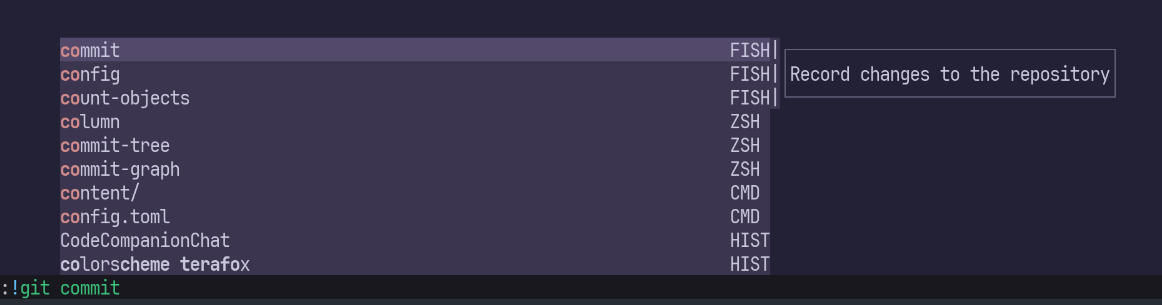 commit FISH
config FISH
count-objects FISH
column ZSH
commit-tree ZSH
commit-graph ZSH
content/ CMD
config.toml CMD
CodeCompanionChat HIST
colorscheme terafox HIST
Record changes to the repository
:!git commit